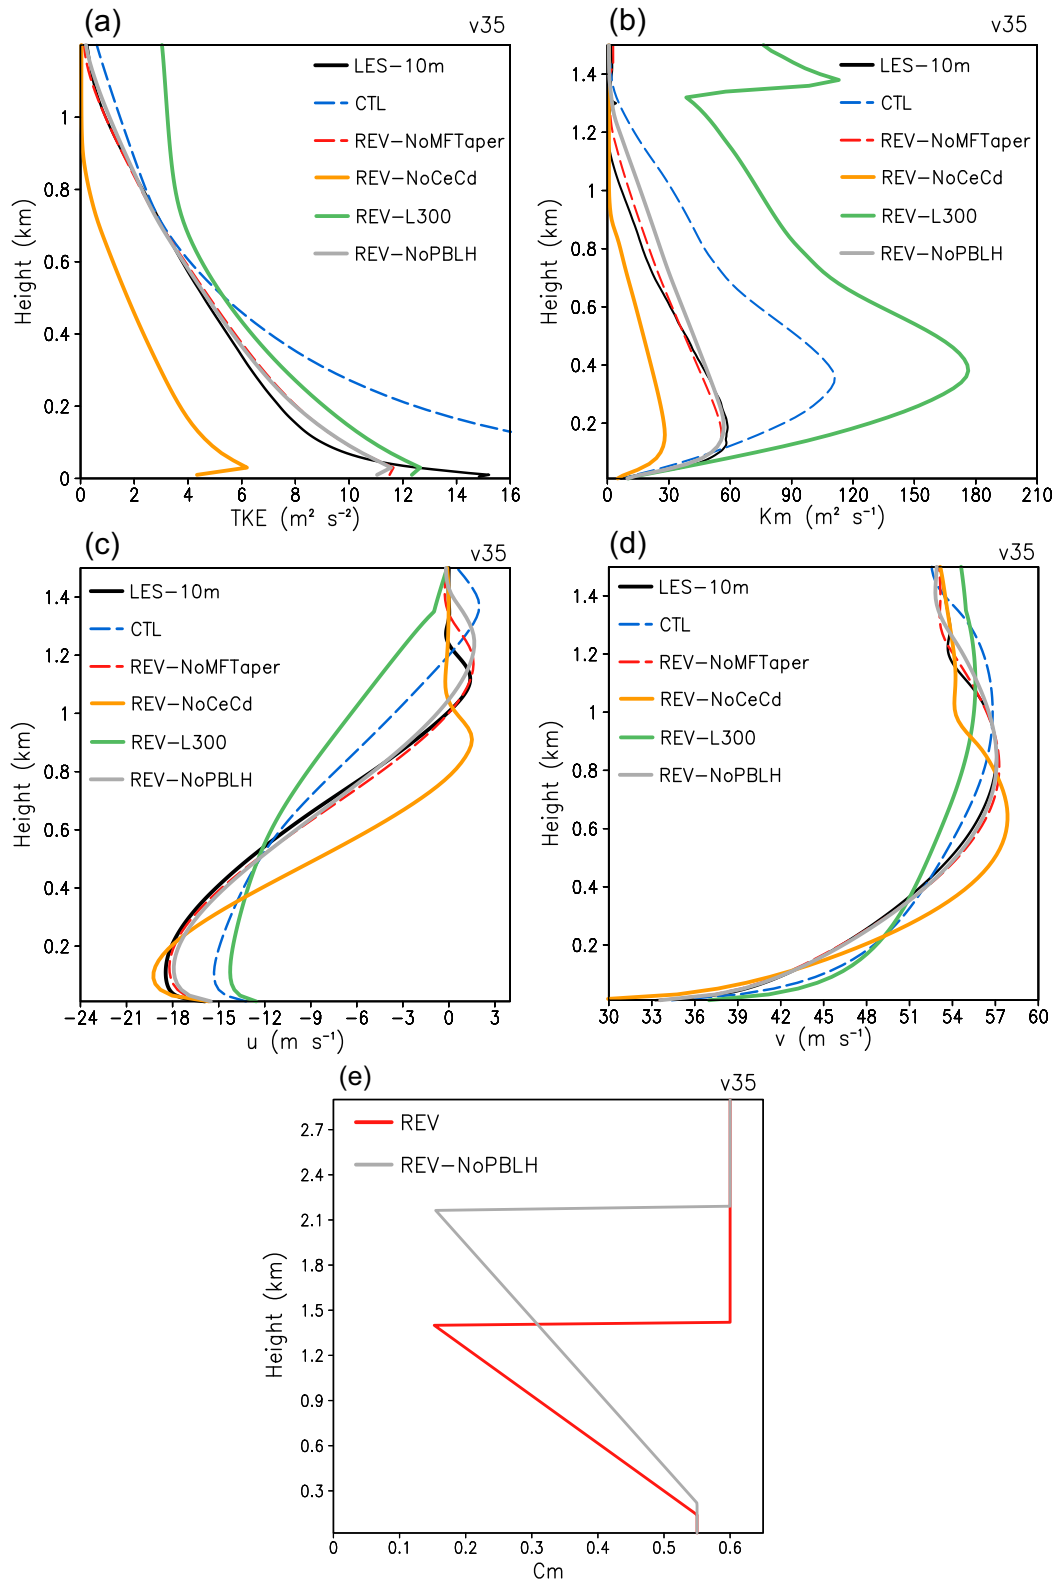 (a)
v35
LES-10m
CTL
REV-NoMFTaper
REV-NoCeCd
REV-L300
REV-NoPBLH
Height (km)
1
0.8
0.6
0.4
0.2
0
0 2 4 6 8 10 12 14 16
TKE (m² s⁻²)
(b)
v35
LES-10m
CTL
REV-NoMFTaper
REV-NoCeCd
REV-L300
REV-NoPBLH
Height (km)
1.4
1.2
1
0.8
0.6
0.4
0.2
0 30 60 90 120 150 180 210
Km (m² s⁻¹)
(c)
v35
LES-10m
CTL
REV-NoMFTaper
REV-NoCeCd
REV-L300
REV-NoPBLH
Height (km)
1.4
1.2
1
0.8
0.6
0.4
0.2
-24 -21 -18 -15 -12 -9 -6 -3 0 3
u (m s⁻¹)
(d)
v35
LES-10m
CTL
REV-NoMFTaper
REV-NoCeCd
REV-L300
REV-NoPBLH
Height (km)
1.4
1.2
1
0.8
0.6
0.4
0.2
30 33 36 39 42 45 48 51 54 57 60
v (m s⁻¹)
(e)
v35
REV
REV-NoPBLH
Height (km)
2.7
2.4
2.1
1.8
1.5
1.2
0.9
0.6
0.3
0 0.1 0.2 0.3 0.4 0.5 0.6
Cm